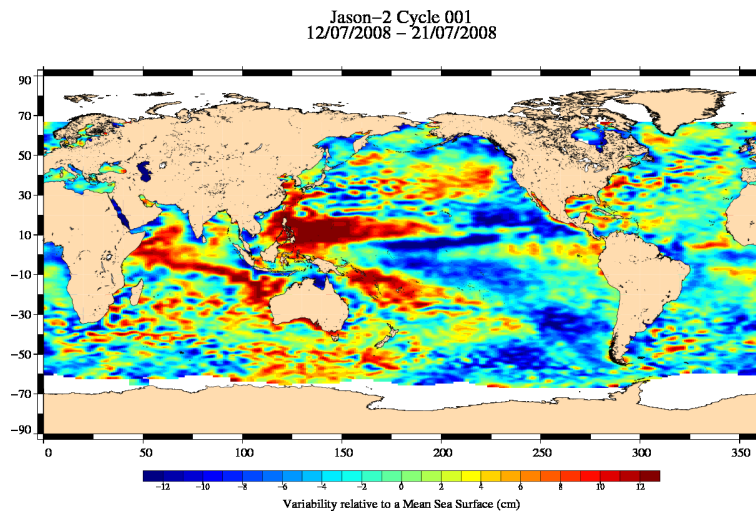 Jason−2 Cycle 001
12/07/2008 − 21/07/2008
90
70
50
30
10
−10
−30
−50
−70
−90
0 50 100 150 200 250 300 350
−12 −10 −8 −6 −4 −2 0 2 4 6 8 10 12
Variability relative to a Mean Sea Surface (cm)